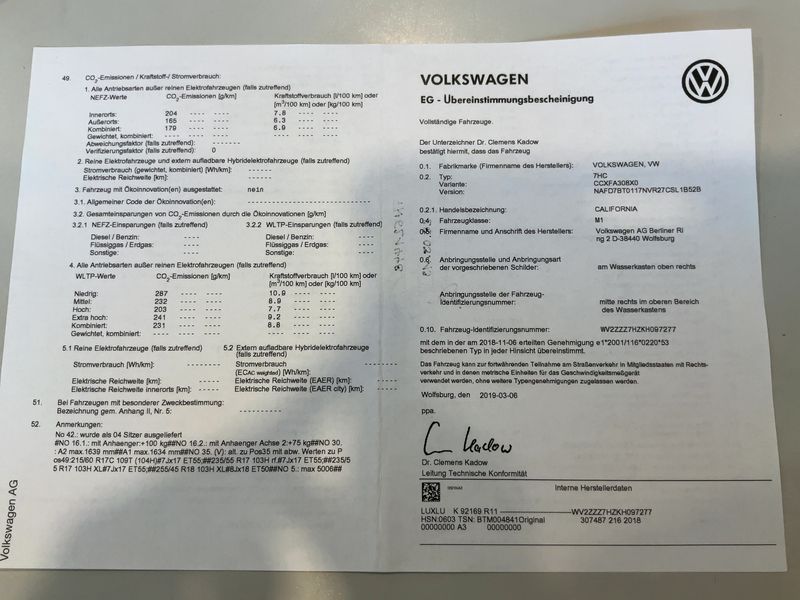 49. CO2-Emissionen / Kraftstoff-/ Stromverbrauch:
1. Alle Antriebsarten außer reinen Elektrofahrzeugen (falls zutreffend)
NEFZ-Werte CO2-Emissionen [g/km] Kraftstoffverbrauch [l/100 km] oder
[m³/100 km] oder [kg/100 km]
Innerorts: 204 ---- ---- 7.8 ---- ----
Außerorts: 165 ---- ---- 6.3 ---- ----
Kombiniert: 179 ---- ---- 6.9 ---- ----
Gewichtet, kombiniert: ---- ---- ---- ---- ---- ----
Abweichungsfaktor (falls zutreffend): -------
Verifizierungsfaktor (falls zutreffend): 0
2. Reine Elektrofahrzeuge und extern aufladbare Hybridelektrofahrzeuge (falls zutreffend)
Stromverbrauch (gewichtet, kombiniert) [Wh/km]: ------
Elektrische Reichweite [km]: ------
3. Fahrzeug mit Ökoinnovation(en) ausgestattet: nein
3.1. Allgemeiner Code der Ökoinnovation(en): ------------------------------
3.2. Gesamteinsparungen von CO2-Emissionen durch die Ökoinnovationen [g/km]
3.2.1 NEFZ-Einsparungen (falls zutreffend) 3.2.2 WLTP-Einsparungen (falls zutreffend)
Diesel / Benzin: ---- Diesel / Benzin: ----
Flüssiggas / Erdgas: ---- Flüssiggas / Erdgas: ----
Sonstige: ---- Sonstige: ----
4. Alle Antriebsarten außer reinen Elektrofahrzeugen (falls zutreffend)
WLTP-Werte CO2-Emissionen [g/km] Kraftstoffverbrauch [l/100 km] oder
[m³/100 km] oder [kg/100 km]
Niedrig: 287 ---- ---- 10.9 ---- ----
Mittel: 232 ---- ---- 8.9 ---- ----
Hoch: 203 ---- ---- 7.7 ---- ----
Extra hoch: 241 ---- ---- 9.2 ---- ----
Kombiniert: 231 ---- ---- 8.8 ---- ----
Gewichtet, kombiniert: ---- ---- ---- ---- ---- ----
5.1 Reine Elektrofahrzeuge (falls zutreffend) 5.2 Extern aufladbare Hybridelektrofahrzeuge
(falls zutreffend)
Stromverbrauch [Wh/km]: ------ Stromverbrauch ------
(ECAC weighted) [Wh/km]:
Elektrische Reichweite [km]: ----- Elektrische Reichweite (EAER) [km]: -----
Elektrische Reichweite innerorts [km]: ----- Elektrische Reichweite (EAER city) [km]: -----
51. Bei Fahrzeugen mit besonderer Zweckbestimmung:
Bezeichnung gem. Anhang II, Nr. 5: ----------
52. Anmerkungen:
No 42.: wurde als 04 Sitzer ausgeliefert
#NO 16.1.: mit Anhaenger:+100 kg##NO 16.2.: mit Anhaenger Achse 2:+75 kg##NO 30.
: A2 max.1639 mm##A1 max.1634 mm##NO 35. (V): alt. zu Pos35 mit abw. Werten zu P
os49:215/60 R17C 109T (104H)#7Jx17 ET55;##235/55 R17 103H rf.#7Jx17 ET55;##235/5
5 R17 103H XL#7Jx17 ET55;##255/45 R18 103H XL#8Jx18 ET50##NO 5.: max 5006##
Volkswagen AG
VOLKSWAGEN
EG - Übereinstimmungsbescheinigung
Vollständige Fahrzeuge.
Der Unterzeichner Dr. Clemens Kadow
bestätigt hiermit, dass das Fahrzeug
0.1. Fabrikmarke (Firmenname des Herstellers): VOLKSWAGEN, VW
0.2. Typ: 7HC
Variante: CCXFA308X0
Version: NAFD7BT0117NVR27CSL1B52B
0.2.1. Handelsbezeichnung: CALIFORNIA
0.4. Fahrzeugklasse: M1
0.5. Firmenname und Anschrift des Herstellers: Volkswagen AG Berliner Ri
ng 2 D-38440 Wolfsburg
0.6. Anbringungsstelle und Anbringungsart
der vorgeschriebenen Schilder: am Wasserkasten oben rechts
Anbringungsstelle der Fahrzeug-
Identifizierungsnummer: mitte rechts im oberen Bereich
des Wasserkastens
0.10. Fahrzeug-Identifizierungsnummer: WV2ZZZ7HZKH097277
mit dem in der am 2018-11-06 erteilten Genehmigung e1*2001/116*0220*53
beschriebenen Typ in jeder Hinsicht übereinstimmt.
Das Fahrzeug kann zur fortwährenden Teilnahme am Straßenverkehr in Mitgliedsstaaten mit Rechts-
verkehr und in denen metrische Einheiten für das Geschwindigkeitsmeßgerät
verwendet werden, ohne weitere Typengenehmigungen zugelassen werden.
Wolfsburg, den 2019-03-06
ppa.
Kadow
Dr. Clemens Kadow
Leitung Technische Konformität
Interne Herstellerdaten
LUXLU K 92169 R11 ------------------WV2ZZZ7HZKH097277
HSN:0603 TSN: BTM004841Original 307487 216 2018
00000000 A3 00000000